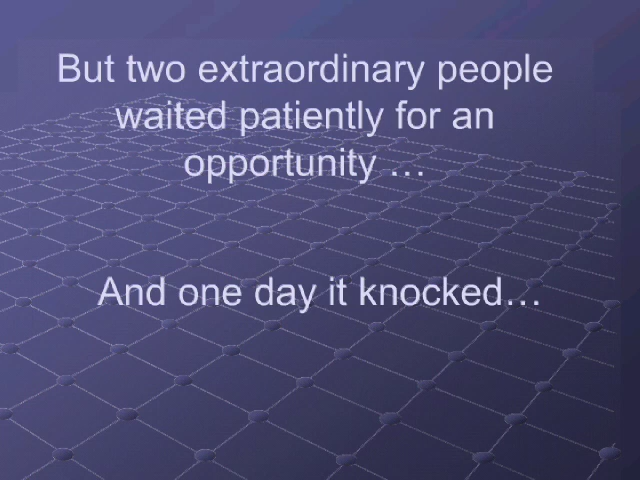 But two extraordinary people
waited patiently for an
opportunity …
And one day it knocked…